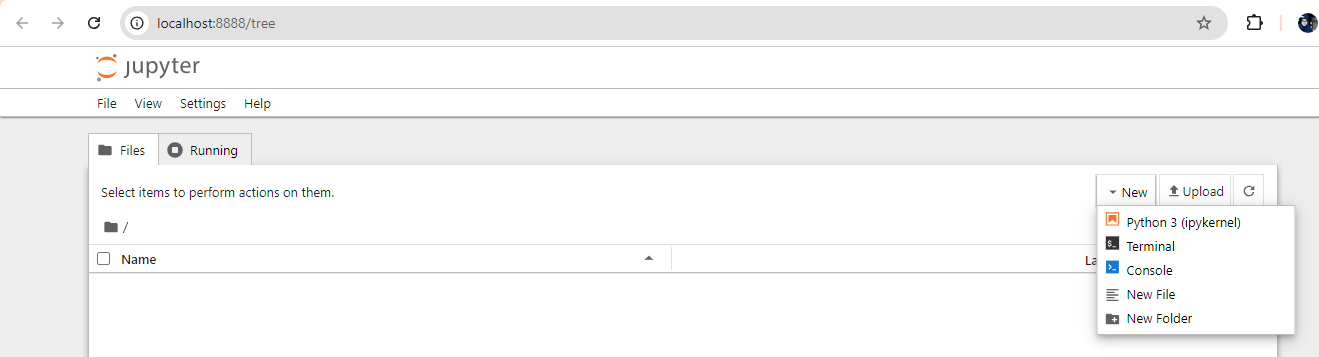 localhost:8888/tree
jupyter
File View Settings Help
Files Running
Select items to perform actions on them.
New Upload
/
Python 3 (ipykernel)
Terminal
Name La
Console
New File
New Folder